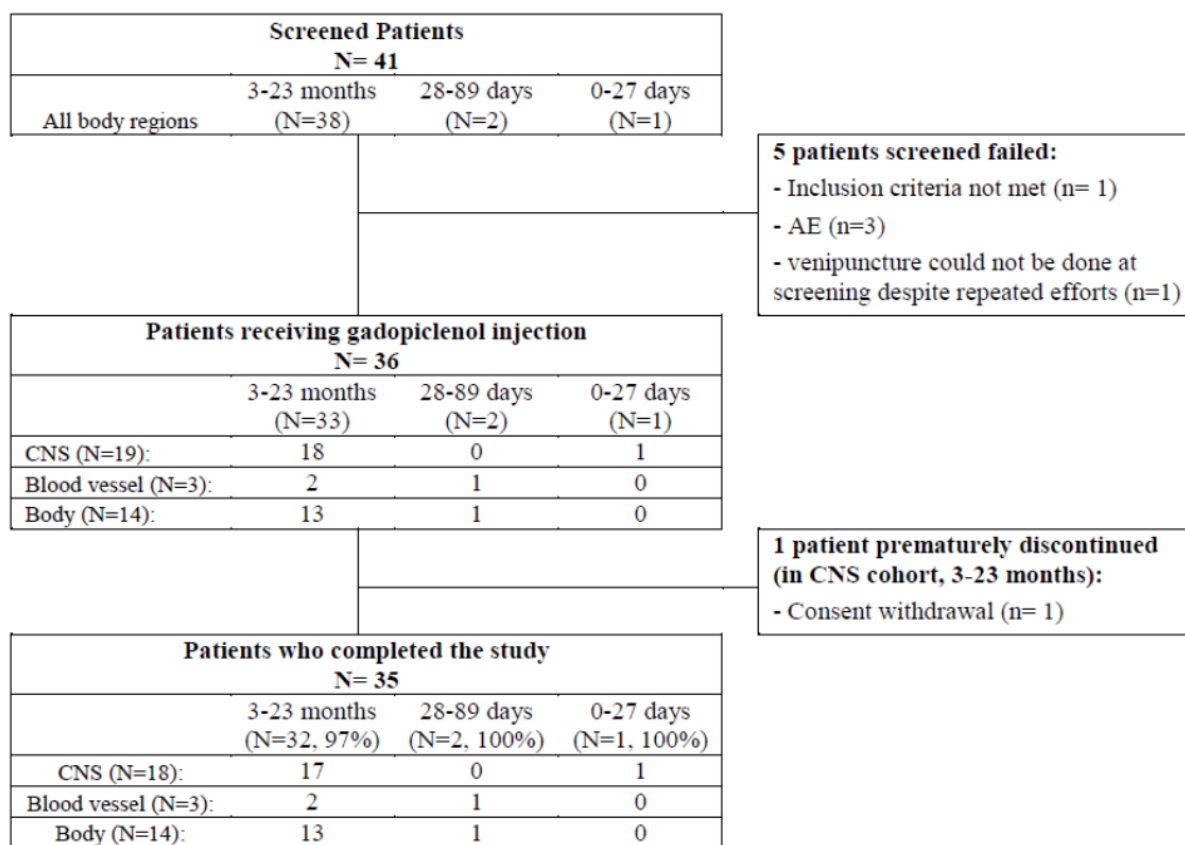 Screened Patients
N= 41
3-23 months 28-89 days 0-27 days
All body regions (N=38) (N=2) (N=1)
5 patients screened failed:
- Inclusion criteria not met (n= 1)
- AE (n=3)
- venipuncture could not be done at
screening despite repeated efforts (n=1)
Patients receiving gadopiclenol injection
N= 36
3-23 months 28-89 days 0-27 days
(N=33) (N=2) (N=1)
CNS (N=19): 18 0 1
Blood vessel (N=3): 2 1 0
Body (N=14): 13 1 0
1 patient prematurely discontinued
(in CNS cohort, 3-23 months):
- Consent withdrawal (n= 1)
Patients who completed the study
N= 35
3-23 months 28-89 days 0-27 days
(N=32, 97%) (N=2, 100%) (N=1, 100%)
CNS (N=18): 17 0 1
Blood vessel (N=3): 2 1 0
Body (N=14): 13 1 0